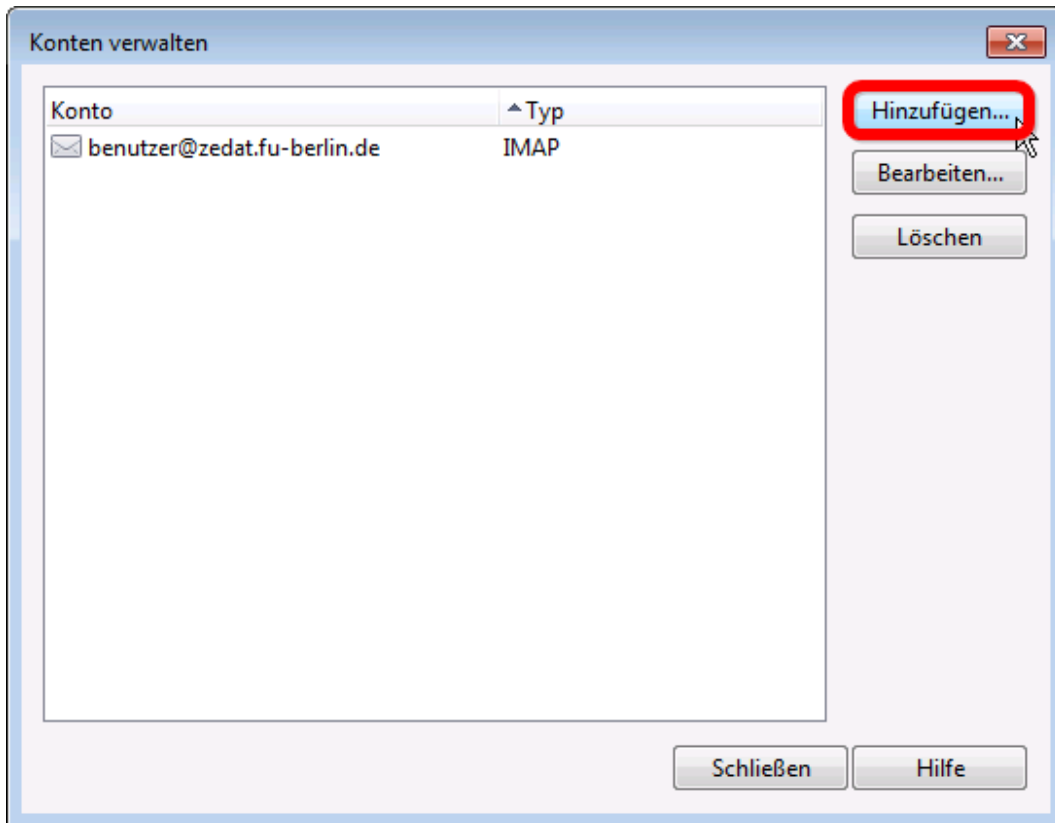 Konten verwalten
Konto Typ Hinzufügen...
benutzer@zedat.fu-berlin.de IMAP
Bearbeiten...
Löschen
Schließen Hilfe